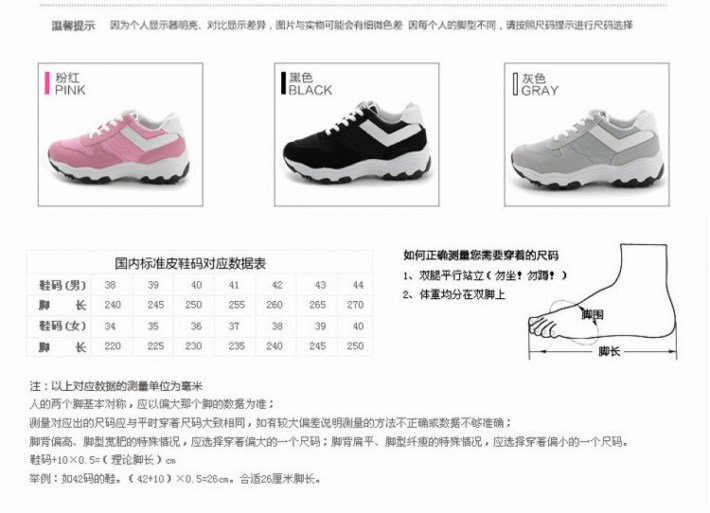 温馨提示 因为个人显示器明亮、对比显示差异，图片与实物可能会有细微色差 因每个人的脚型不同，请按照尺码提示进行尺码选择
粉红
PINK
黑色
BLACK
灰色
GRAY
国内标准皮鞋码对应数据表
鞋码(男) 38 39 40 41 42 43 44
脚 长 240 245 250 255 260 265 270
鞋码(女) 34 35 36 37 38 39 40
脚 长 220 225 230 235 240 245 250
如何正确测量您需要穿着的尺码
1、双腿平行站立(勿坐！勿蹲！)
2、体重均分在双脚上
脚围
脚长
注：以上对应数据的测量单位为毫米
人的两个脚基本对称，应以偏大那个脚的数据为准；
测量对应出的尺码应与平时穿着尺码大致相同，如有较大偏差说明测量的方法不正确或数据不够准确；
脚背偏高、脚型宽肥的特殊情况，应选择穿着偏大的一个尺码；脚背扁平、脚型纤瘦的特殊情况，应选择穿着偏小的一个尺码。
鞋码+10×0.5=(理论脚长)cm
举例：如42码的鞋。(42+10)×0.5=26cm。合适26厘米脚长。